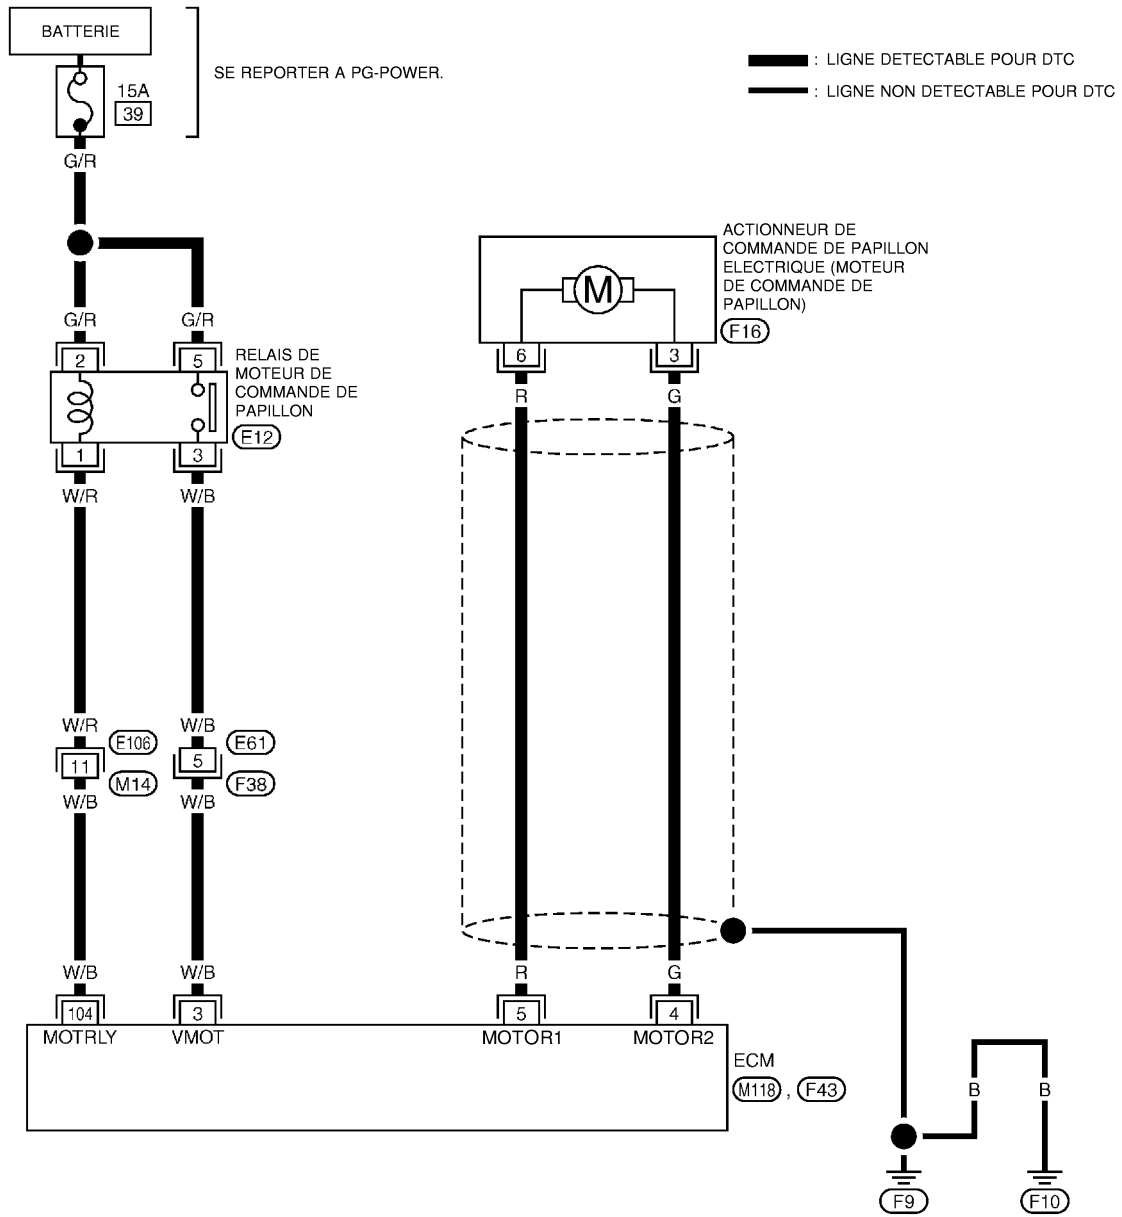 BATTERIE
SE REPORTER A PG-POWER.
: LIGNE DETECTABLE POUR DTC
: LIGNE NON DETECTABLE POUR DTC
15A
39
G/R
G/R
G/R
2
5
RELAIS DE
MOTEUR DE
COMMANDE DE
PAPILLON
E12
1
3
W/R
W/B
ACTIONNEUR DE
COMMANDE DE PAPILLON
ELECTRIQUE (MOTEUR
DE COMMANDE DE
PAPILLON)
F16
M
6
3
R
G
W/R
W/B
E106
E61
11
5
M14
F38
W/B
W/B
W/B
W/B
R
G
104
3
5
4
MOTRLY
VMOT
MOTOR1
MOTOR2
ECM
M118 , F43
B
B
F9
F10